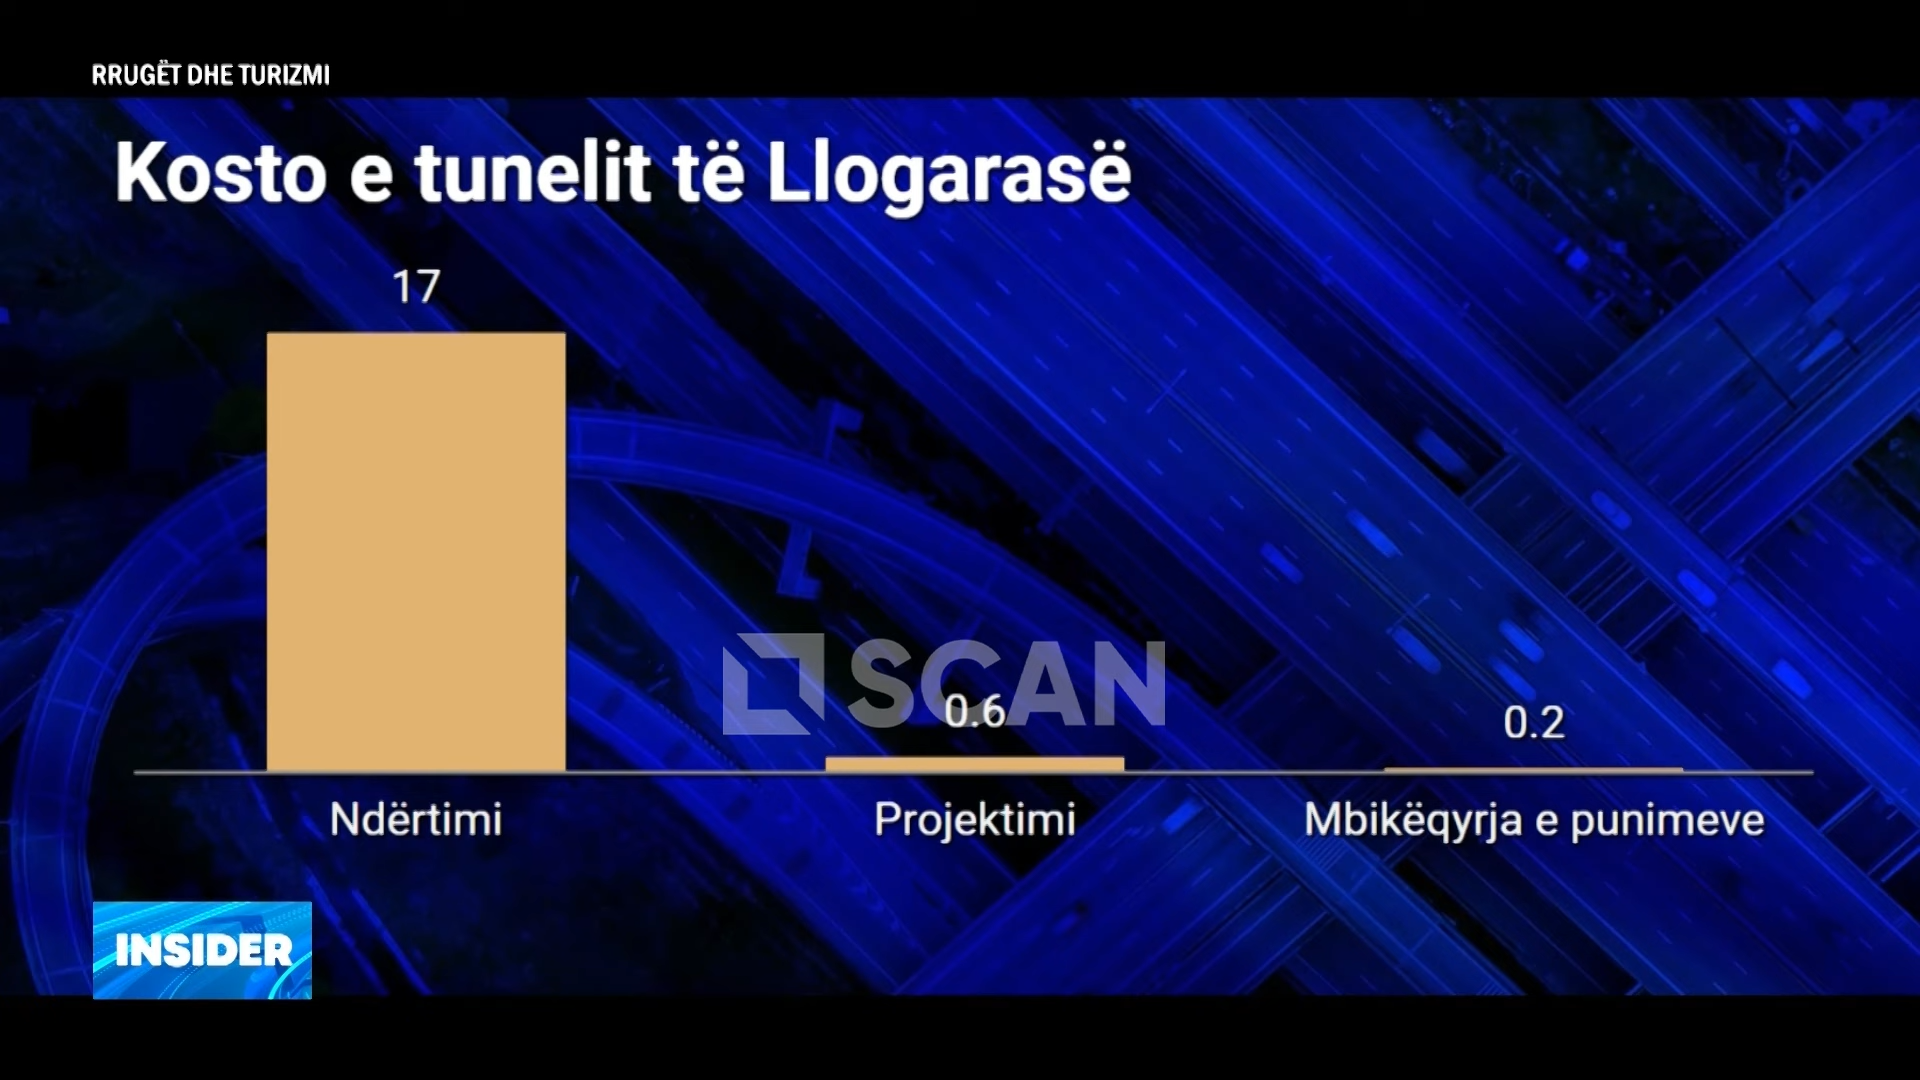 RRUGËT DHE TURIZMI
Kosto e tunelit të Llogarasë
17
SCAN
0.6
0.2
Ndërtimi
Projektimi
Mbikëqyrja e punimeve
INSIDER